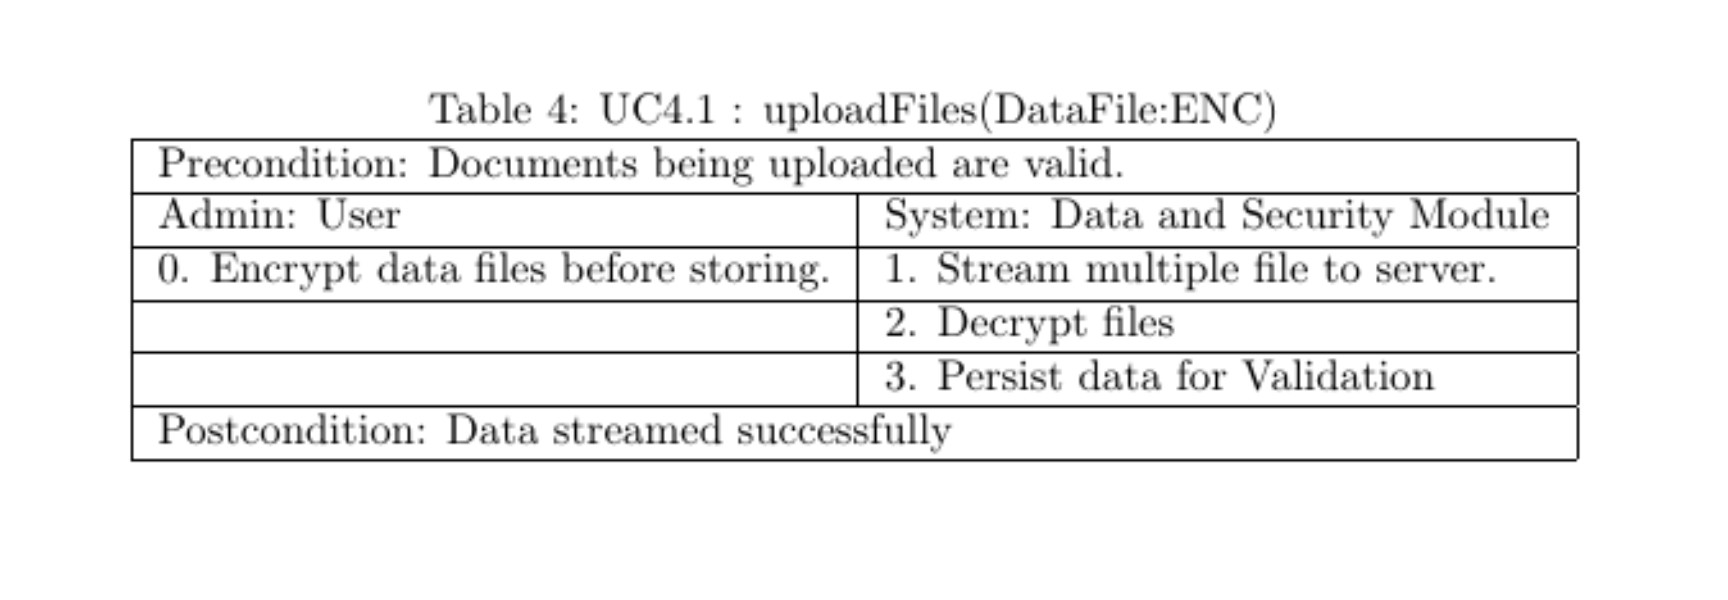 Table 4: UC4.1 : uploadFiles(DataFile:ENC)
Precondition: Documents being uploaded are valid.
Admin: User System: Data and Security Module
0. Encrypt data files before storing. 1. Stream multiple file to server.
2. Decrypt files
3. Persist data for Validation
Postcondition: Data streamed successfully